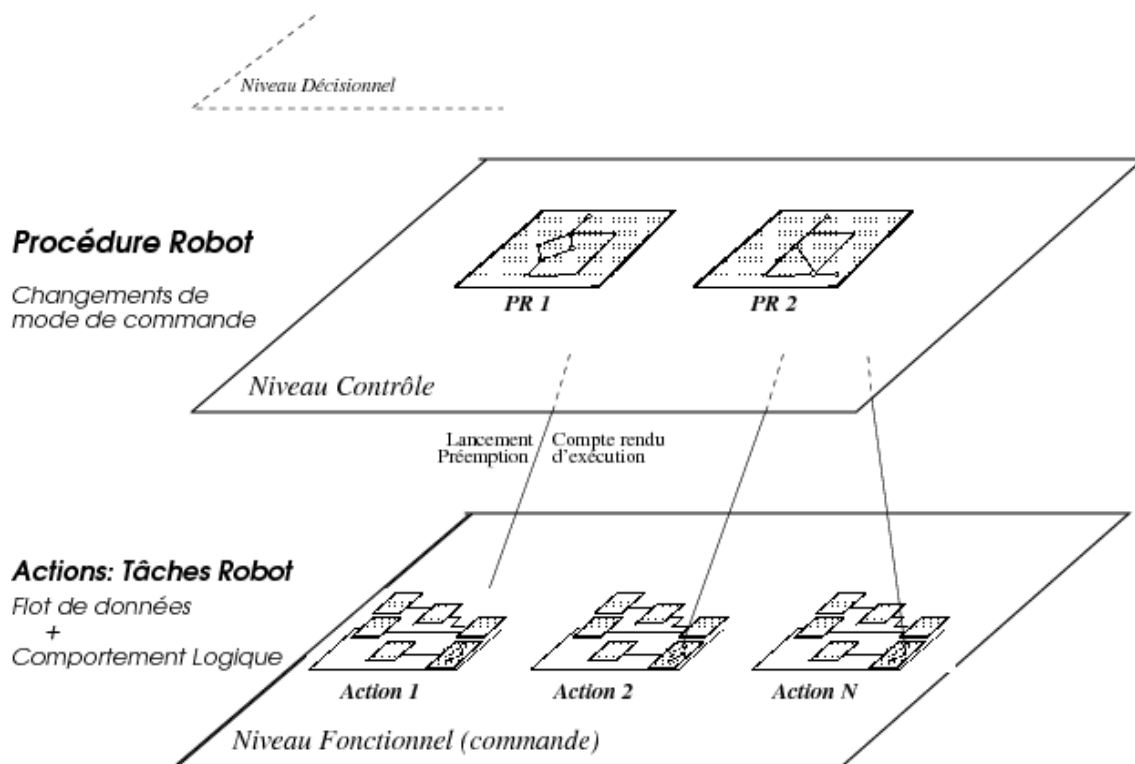 Niveau Décisionnel
Procédure Robot
Changements de
mode de commande
PR 1
PR 2
Niveau Contrôle
Lancement
Préemption
Compte rendu
d'exécution
Actions: Tâches Robot
Flot de données
+
Comportement Logique
Action 1
Action 2
Action N
Niveau Fonctionnel (commande)